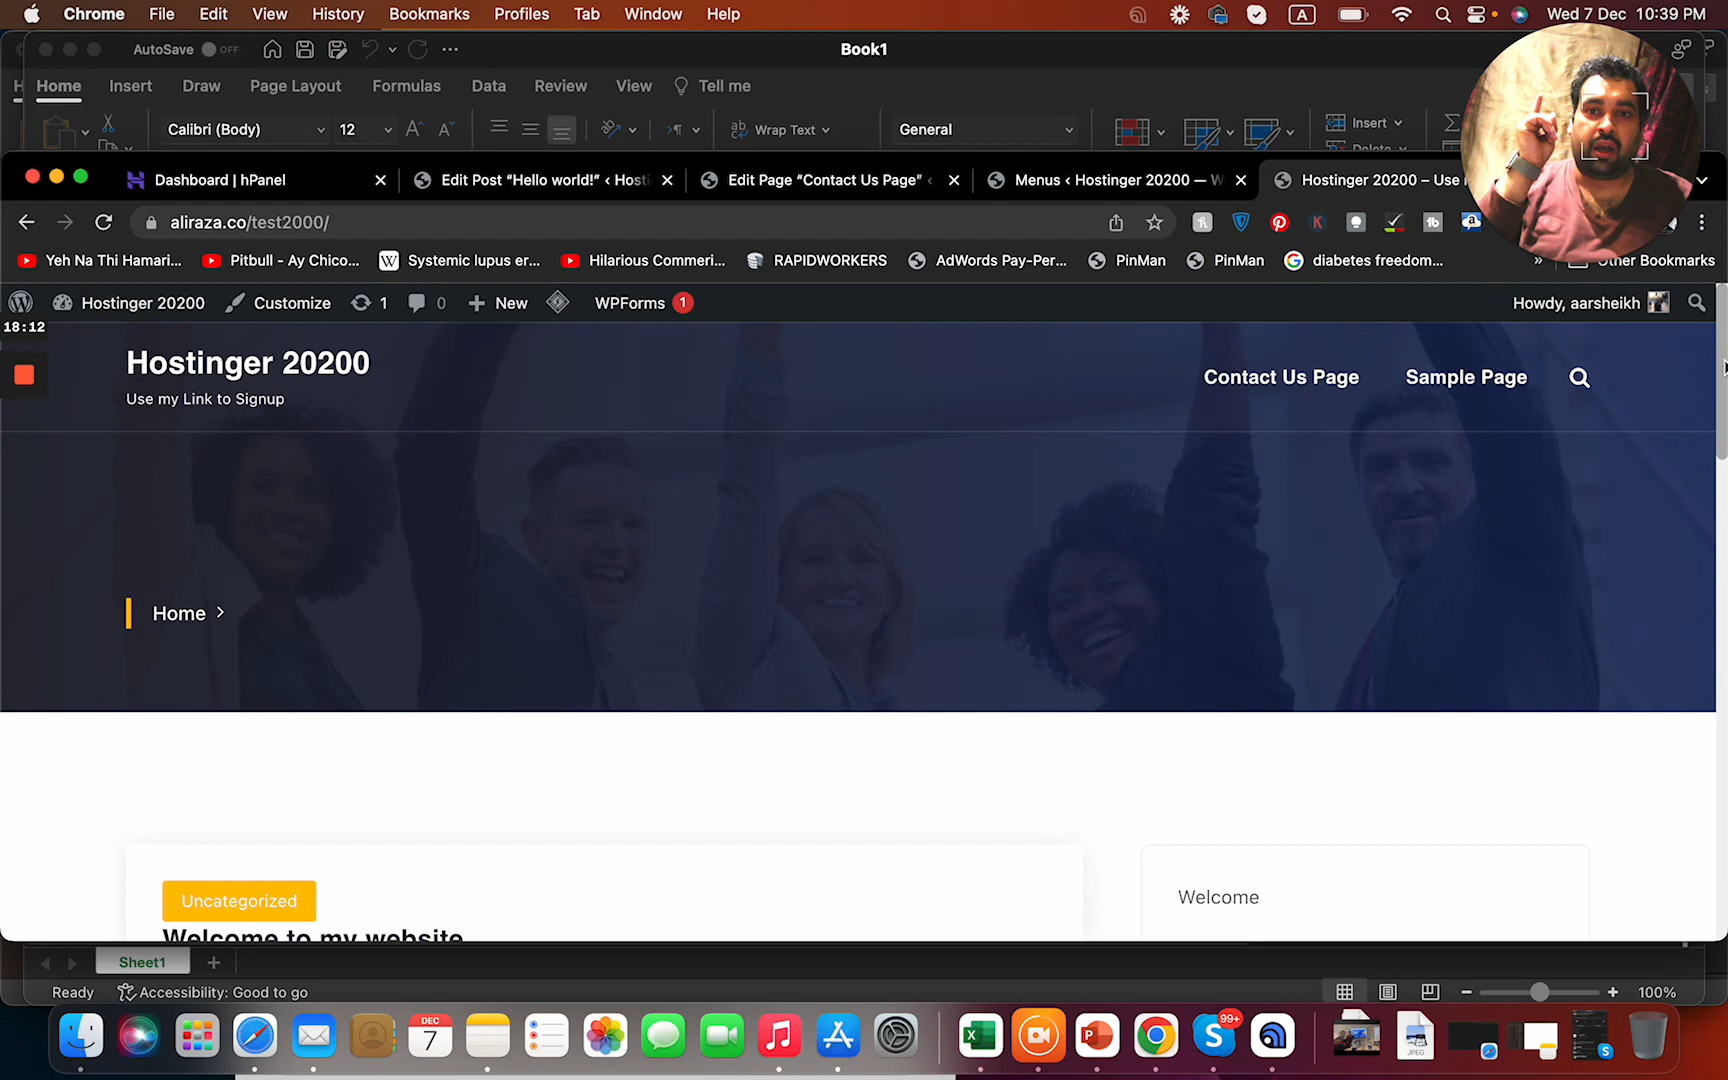 Chrome File Edit View History Bookmarks Profiles Tab Window Help A Wed 7 Dec 10:39 PM
AutoSave OFF Book1
Home Insert Draw Page Layout Formulas Data Review View Tell me
Calibri (Body) 12 Wrap Text General Insert
Delete
Dashboard | hPanel Edit Post “Hello world!” ‹ Hosti Edit Page “Contact Us Page” ‹ Menus ‹ Hostinger 20200 — W Hostinger 20200 – Use
aliraza.co/test2000/
Yeh Na Thi Hamari... Pitbull - Ay Chico... Systemic lupus er... Hilarious Commeri... RAPIDWORKERS AdWords Pay-Per... PinMan PinMan diabetes freedom... » Other Bookmarks
Hostinger 20200 Customize 1 0 New WPForms 1 Howdy, aarsheikh
18:12
Hostinger 20200
Use my Link to Signup
Contact Us Page Sample Page
Home >
Uncategorized
Welcome to my website
Welcome
Sheet1
Ready Accessibility: Good to go 100%
DEC
7
99+
JPEG